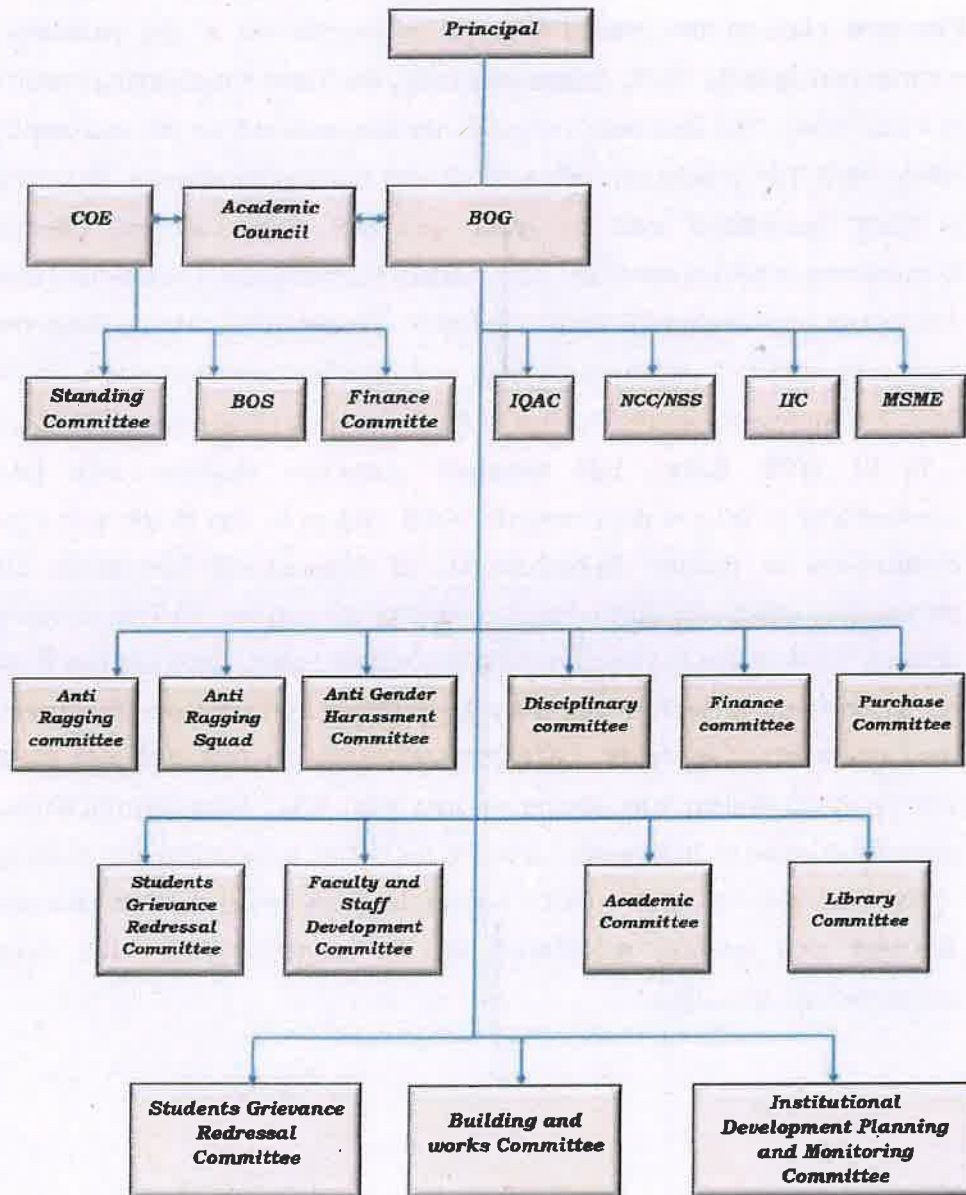 Principal
COE
Academic
Council
BOG
Standing
Committee
BOS
Finance
Committe
IQAC
NCC/NSS
IIC
MSME
Anti
Ragging
committee
Anti
Ragging
Squad
Anti Gender
Harassment
Committee
Disciplinary
committee
Finance
committee
Purchase
Committee
Students
Grievance
Redressal
Committee
Faculty and
Staff
Development
Committee
Academic
Committee
Library
Committee
Students Grievance
Redressal
Committee
Building and
works Committee
Institutional
Development Planning
and Monitoring
Committee